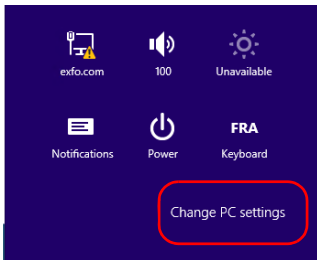 exfo.com 100 Unavailable
FRA
Notifications Power Keyboard
Change PC settings